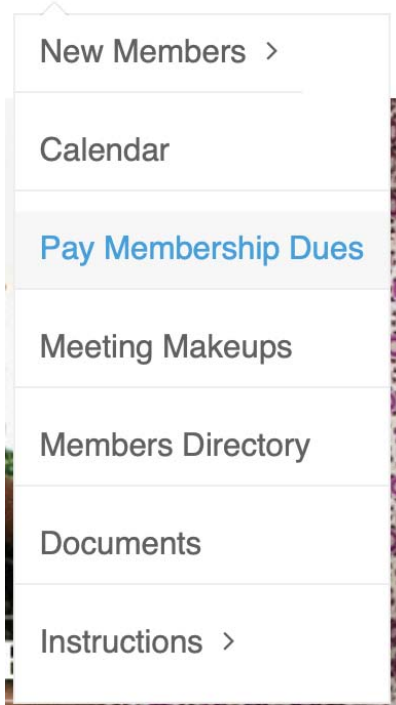 New Members >
Calendar
Pay Membership Dues
Meeting Makeups
Members Directory
Documents
Instructions >